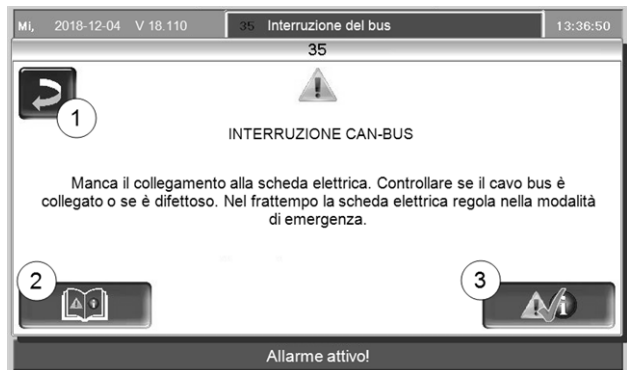 Mi, 2018-12-04 V 18.110 35 Interruzione del bus 13:36:50
35
1
INTERRUZIONE CAN-BUS
Manca il collegamento alla scheda elettrica. Controllare se il cavo bus è
collegato o se è difettoso. Nel frattempo la scheda elettrica regola nella modalità
di emergenza.
2
3
Allarme attivo!